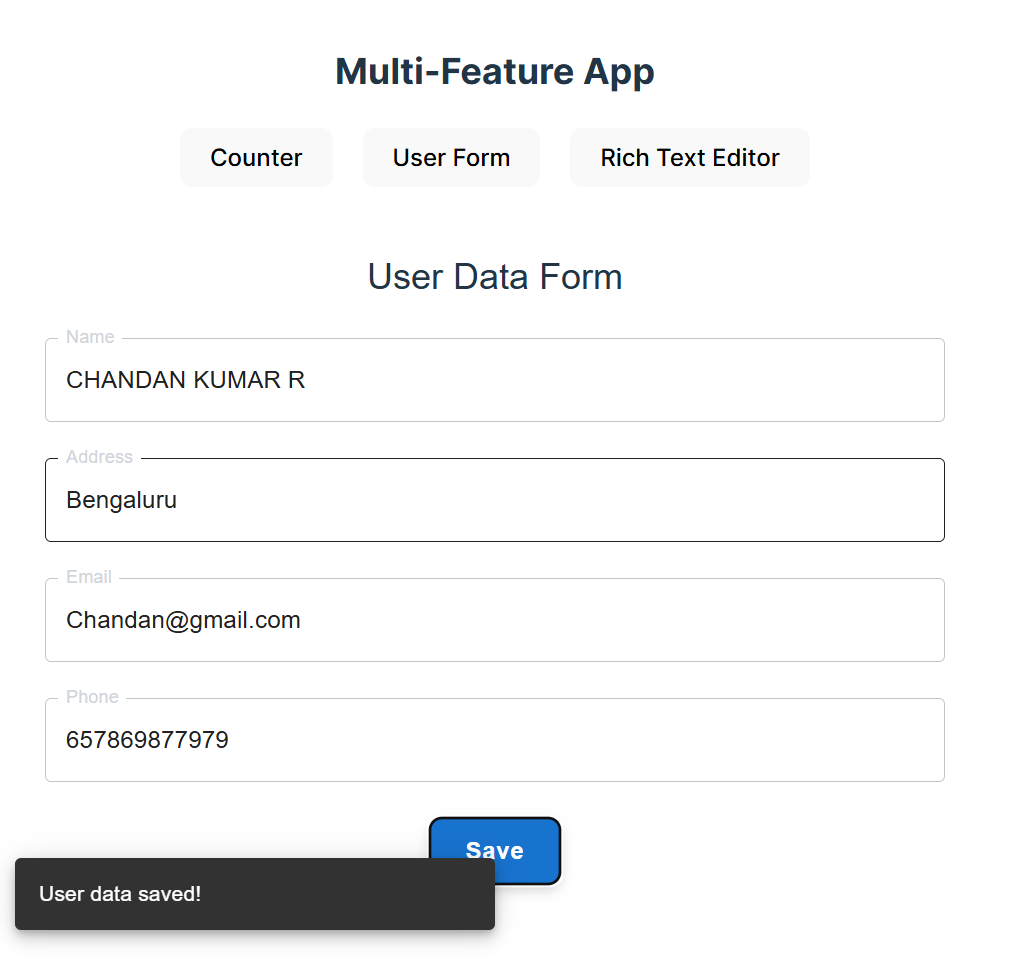 Multi-Feature App
Counter User Form Rich Text Editor
User Data Form
Name
CHANDAN KUMAR R
Address
Bengaluru
Email
Chandan@gmail.com
Phone
657869877979
Save
User data saved!